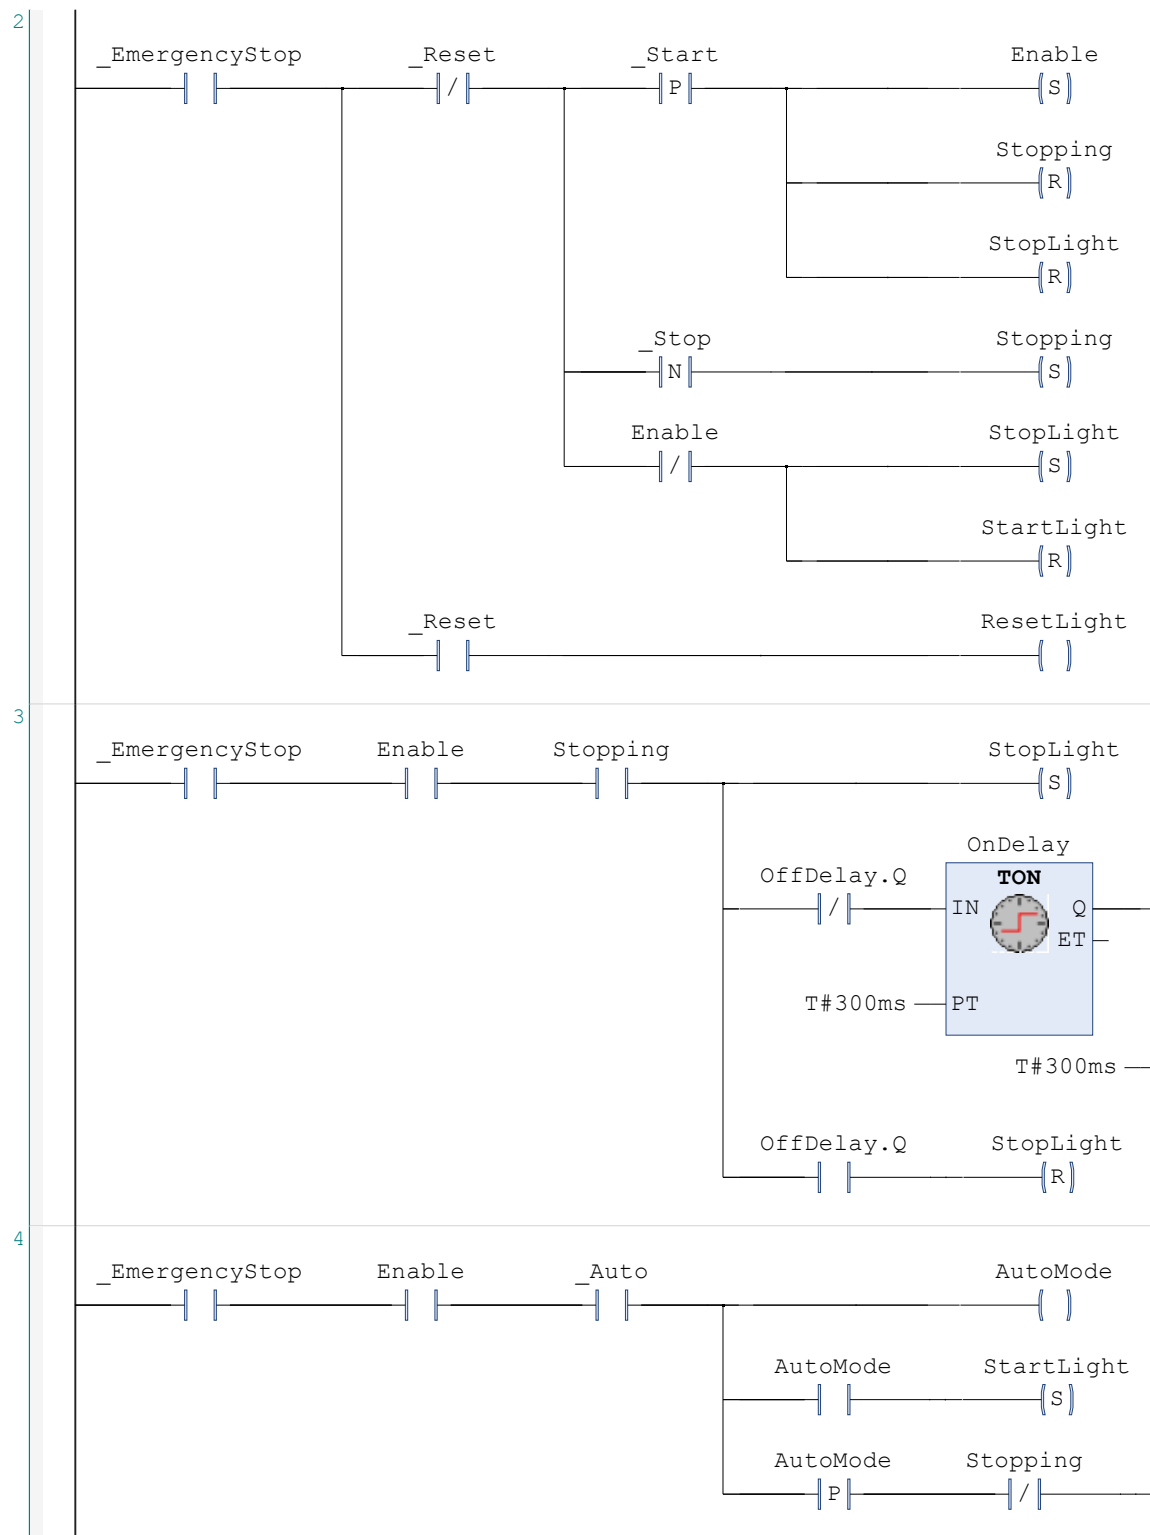 2
_EmergencyStop _Reset _Start Enable
/ P S
Stopping
R
StopLight
R
_Stop Stopping
N S
Enable StopLight
/ S
StartLight
R
_Reset ResetLight
3
_EmergencyStop Enable Stopping StopLight
S
OnDelay
OffDelay.Q TON
/ IN Q
ET
T#300ms PT
T#300ms
OffDelay.Q StopLight
R
4
_EmergencyStop Enable _Auto AutoMode
AutoMode StartLight
S
AutoMode Stopping
P /